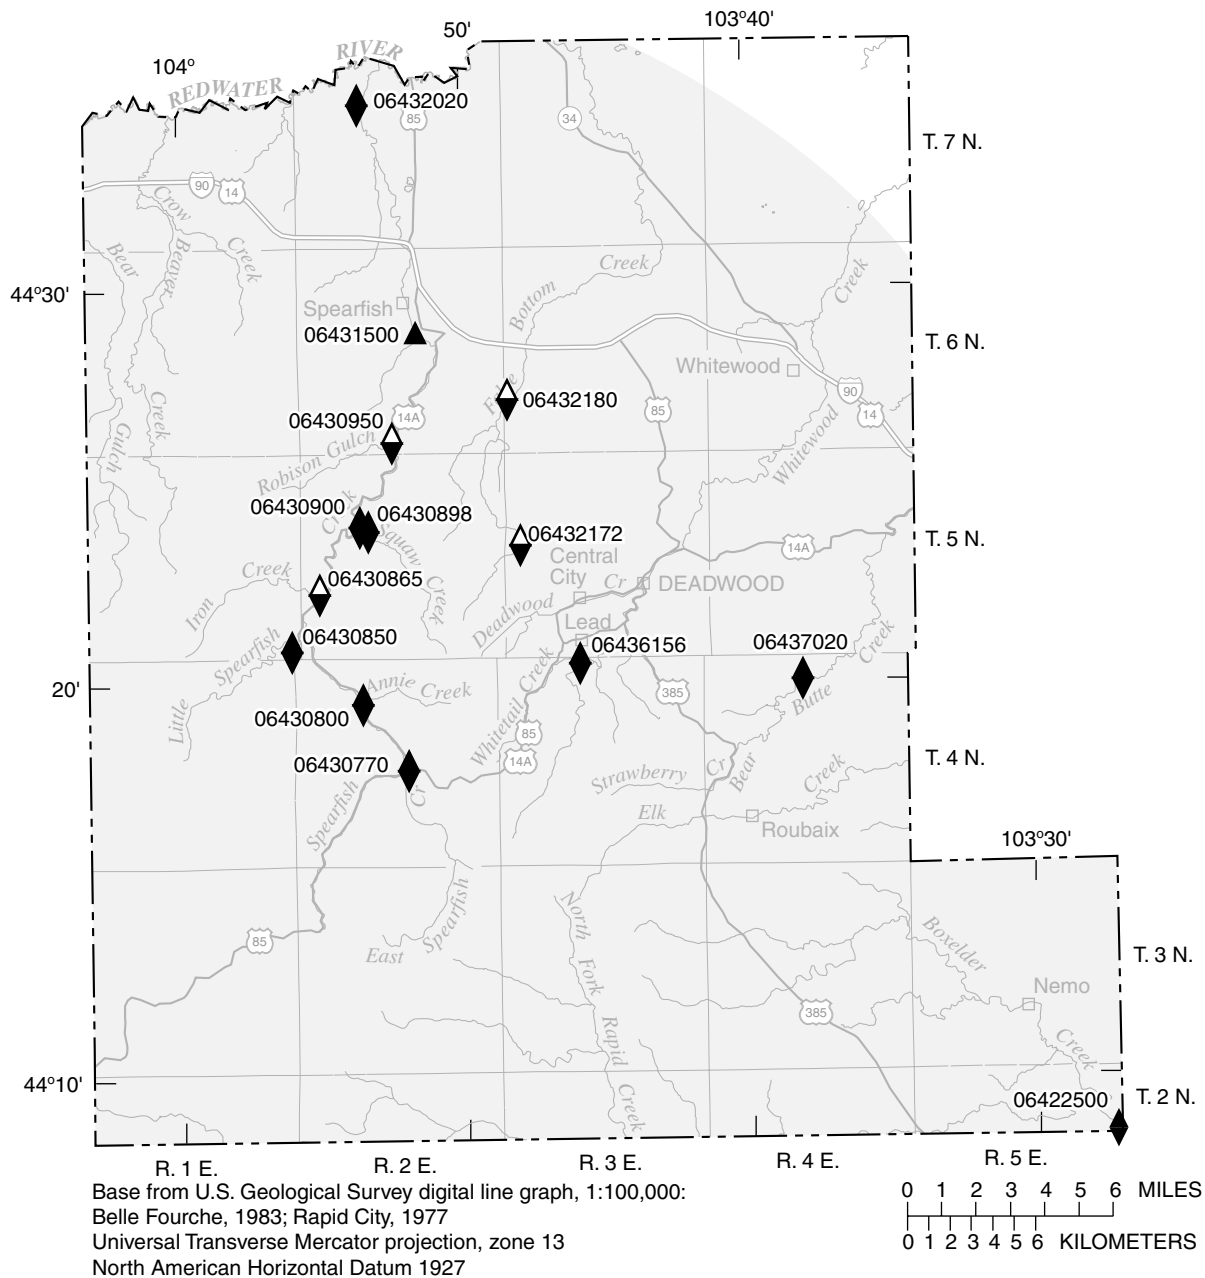 103°40'
50'
RIVER
104°
REDWATER
06432020
85
34
T. 7 N.
90
14
Crow
Bear
Beaver
Creek
Creek
Creek
44°30'
Bottom
Spearfish
06431500
T. 6 N.
Whitewood
False
06432180
90
14
85
06430950
14A
Creek
Gulch
Robison Gulch
Whitewood
06430900
06430898
Creek
Squaw
06432172
T. 5 N.
14A
Central
City
Creek
06430865
Cr
DEADWOOD
Creek
Iron
Deadwood
Lead
06430850
06436156
06437020
Creek
Spearfish
Little
20'
Annie Creek
385
Butte
06430800
Whitetail Creek
85
14A
06430770
T. 4 N.
Strawberry
Cr
Bear
Creek
Cr
Spearfish
Elk
Roubaix
103°30'
Spearfish
North
Boxelder
85
East
T. 3 N.
Fork
Nemo
385
Rapid
Creek
44°10'
Creek
06422500
T. 2 N.
R. 1 E.
R. 2 E.
R. 3 E.
R. 4 E.
R. 5 E.
Base from U.S. Geological Survey digital line graph, 1:100,000:
Belle Fourche, 1983; Rapid City, 1977
Universal Transverse Mercator projection, zone 13
North American Horizontal Datum 1927
0 1 2 3 4 5 6 MILES
0 1 2 3 4 5 6 KILOMETERS